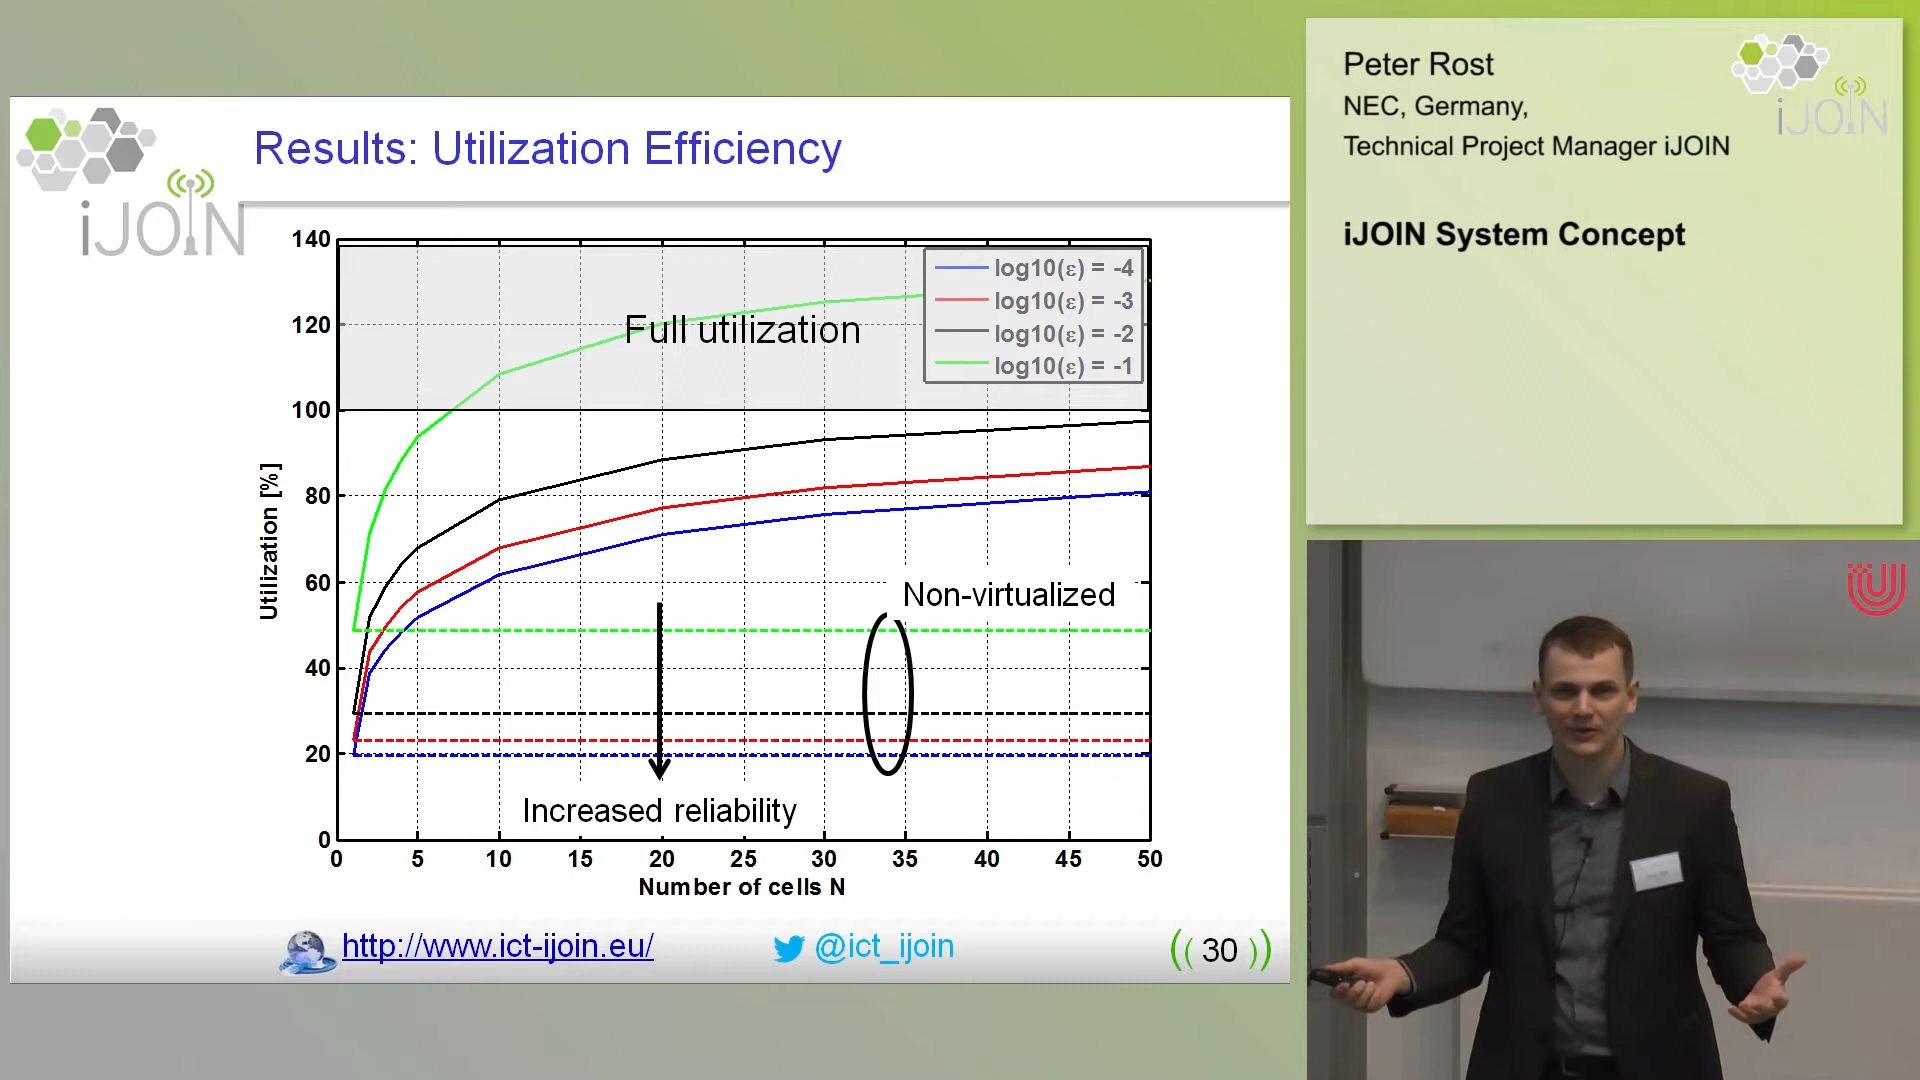 iJOIN
Results: Utilization Efficiency
140
120
100
80
60
40
20
0
Utilization [%]
Full utilization
log10(ε) = -4
log10(ε) = -3
log10(ε) = -2
log10(ε) = -1
Non-virtualized
Increased reliability
0 5 10 15 20 25 30 35 40 45 50
Number of cells N
http://www.ict-ijoin.eu/
@ict_ijoin
((30))
Peter Rost
NEC, Germany,
Technical Project Manager iJOIN
iJOIN System Concept
iJOIN